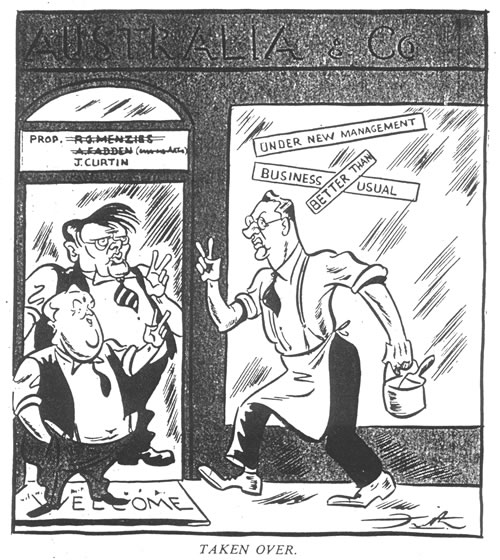 AUSTRALIA & Co
PROP. R.G. MENZIES
A. FADDEN
J. CURTIN
UNDER NEW MANAGEMENT
BUSINESS USUAL
BETTER THAN
WELCOME
TAKEN OVER.